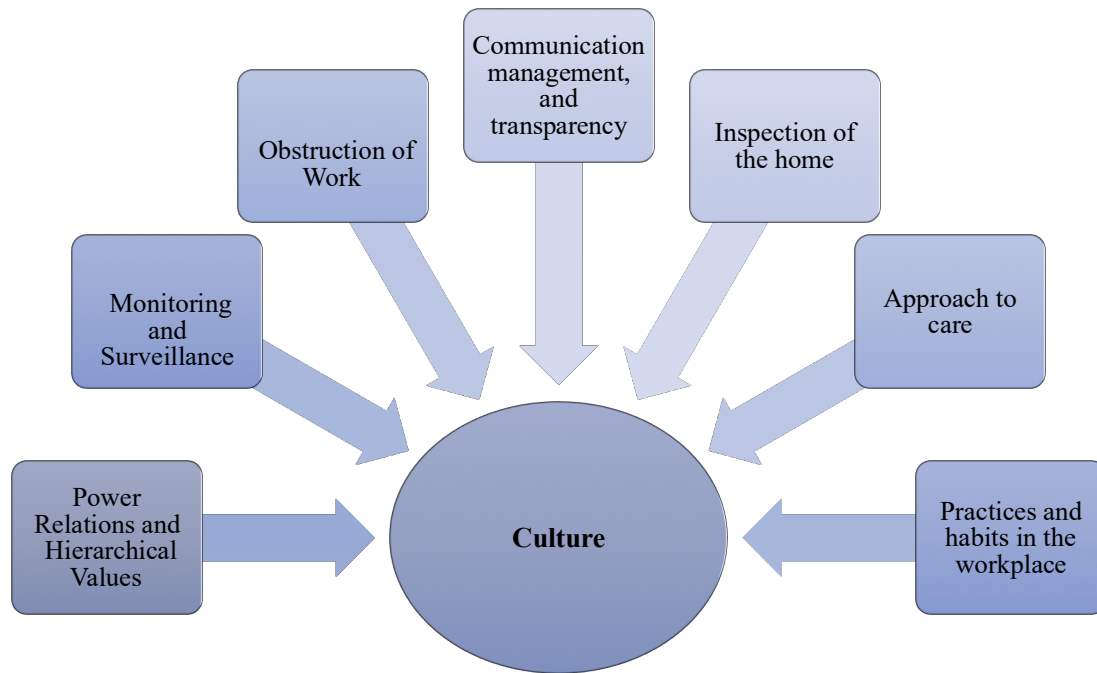 Communication
management,
and
transparency
Obstruction of
Work
Inspection of
the home
Monitoring
and
Surveillance
Approach to
care
Power
Relations and
Hierarchical
Values
Culture
Practices and
habits in the
workplace